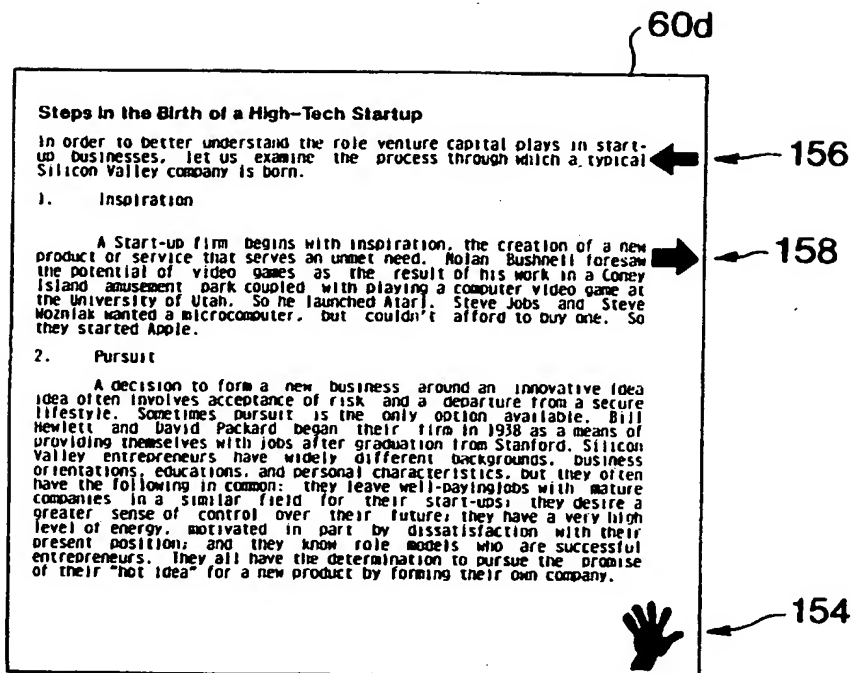 60d
Steps in the Birth of a High-Tech Startup
In order to better understand the role venture capital plays in start-
up businesses, let us examine the process through which a typical
Silicon Valley company is born.
156
1. Inspiration
A Start-up firm begins with inspiration, the creation of a new
product or service that serves an unmet need. Nolan Bushnell foresaw
158
the potential of video games as the result of his work in a Coney
Island amusement park coupled with playing a computer video game at
the University of Utah. So he launched Atari. Steve Jobs and Steve
Wozniak wanted a microcomputer, but couldn't afford to buy one. So
they started Apple.
2. Pursuit
A decision to form a new business around an innovative idea
idea often involves acceptance of risk and a departure from a secure
lifestyle. Sometimes pursuit is the only option available. Bill
Hewlett and David Packard began their firm in 1938 as a means of
providing themselves with jobs after graduation from Stanford. Silicon
Valley entrepreneurs have widely different backgrounds, business
orientations, educations, and personal characteristics, but they often
have the following in common: they leave well-payingjobs with mature
companies in a similar field for their start-ups; they desire a
greater sense of control over their future; they have a very high
level of energy, motivated in part by dissatisfaction with their
present position; and they know role models who are successful
entrepreneurs. They all have the determination to pursue the promise
of their "hot idea" for a new product by forming their own company.
154